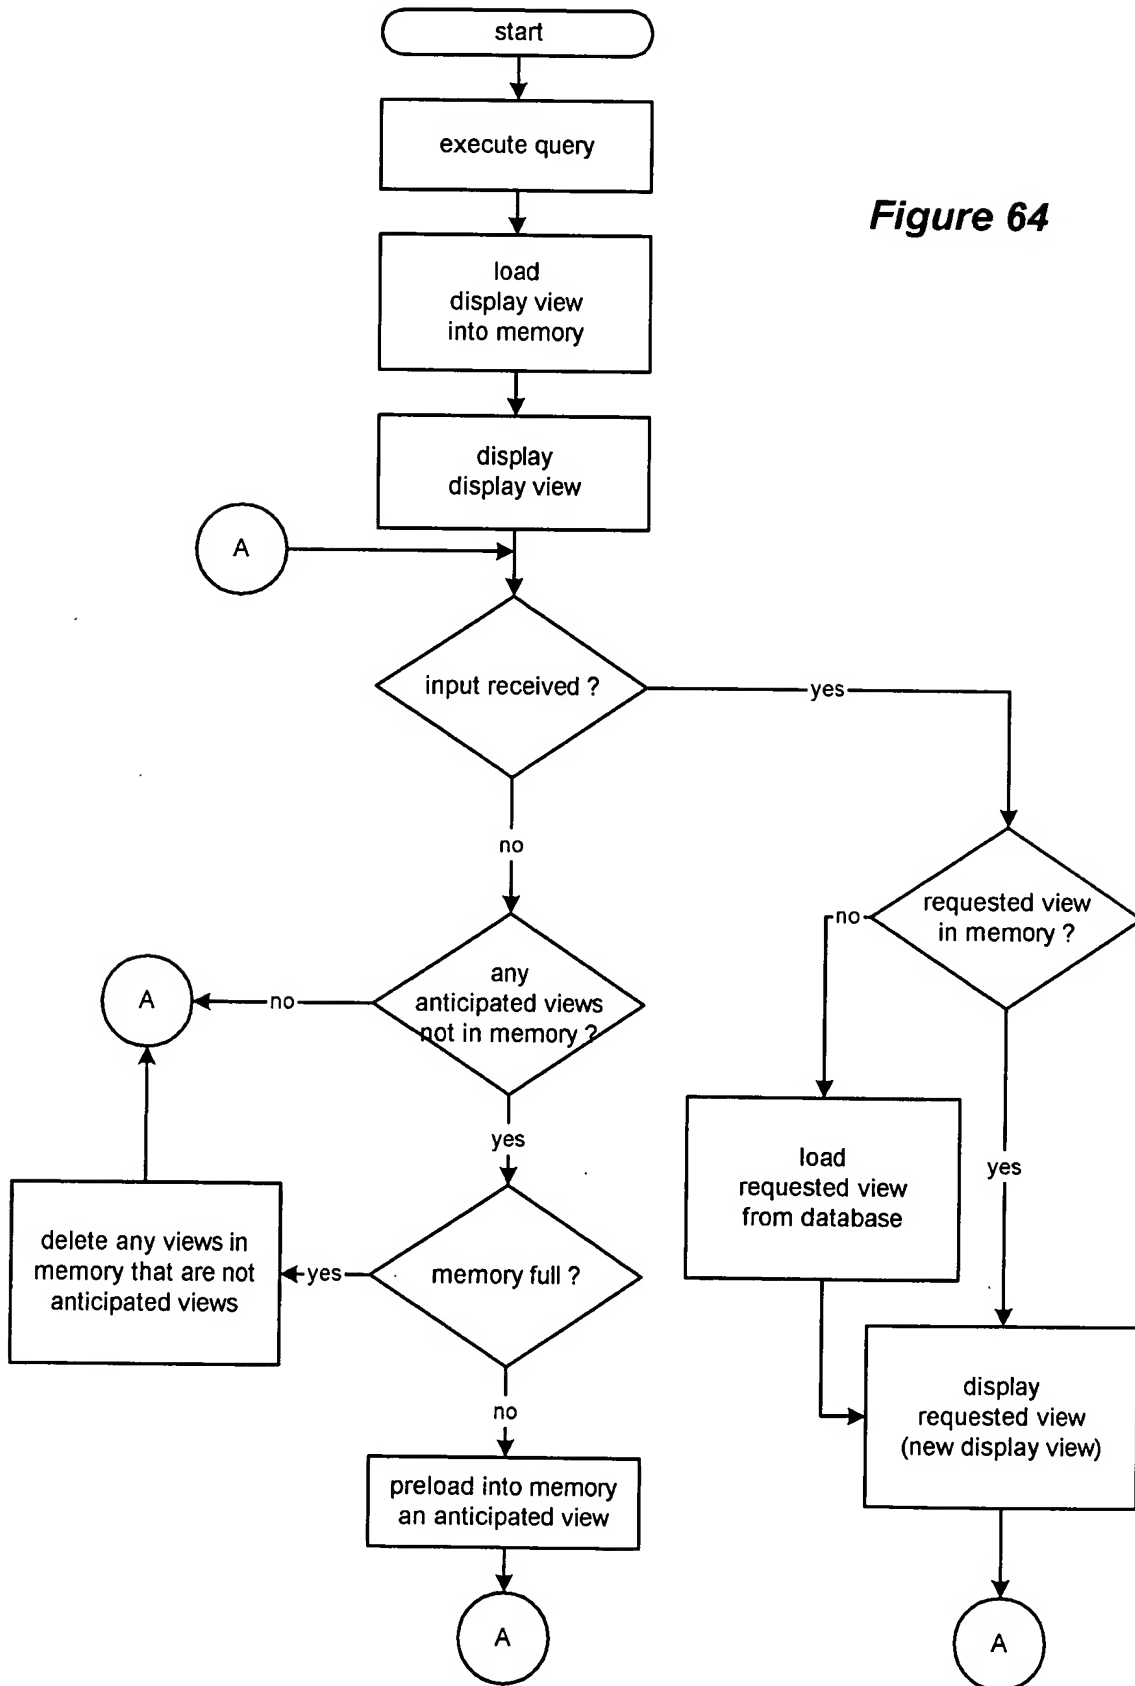 start
execute query
Figure 64
load
display view
into memory
display
display view
A
input received ?
yes
no
requested view
in memory ?
no
any
anticipated views
not in memory ?
no
A
yes
load
requested view
from database
yes
delete any views in
memory that are not
anticipated views
yes
memory full ?
no
display
requested view
(new display view)
preload into memory
an anticipated view
A
A